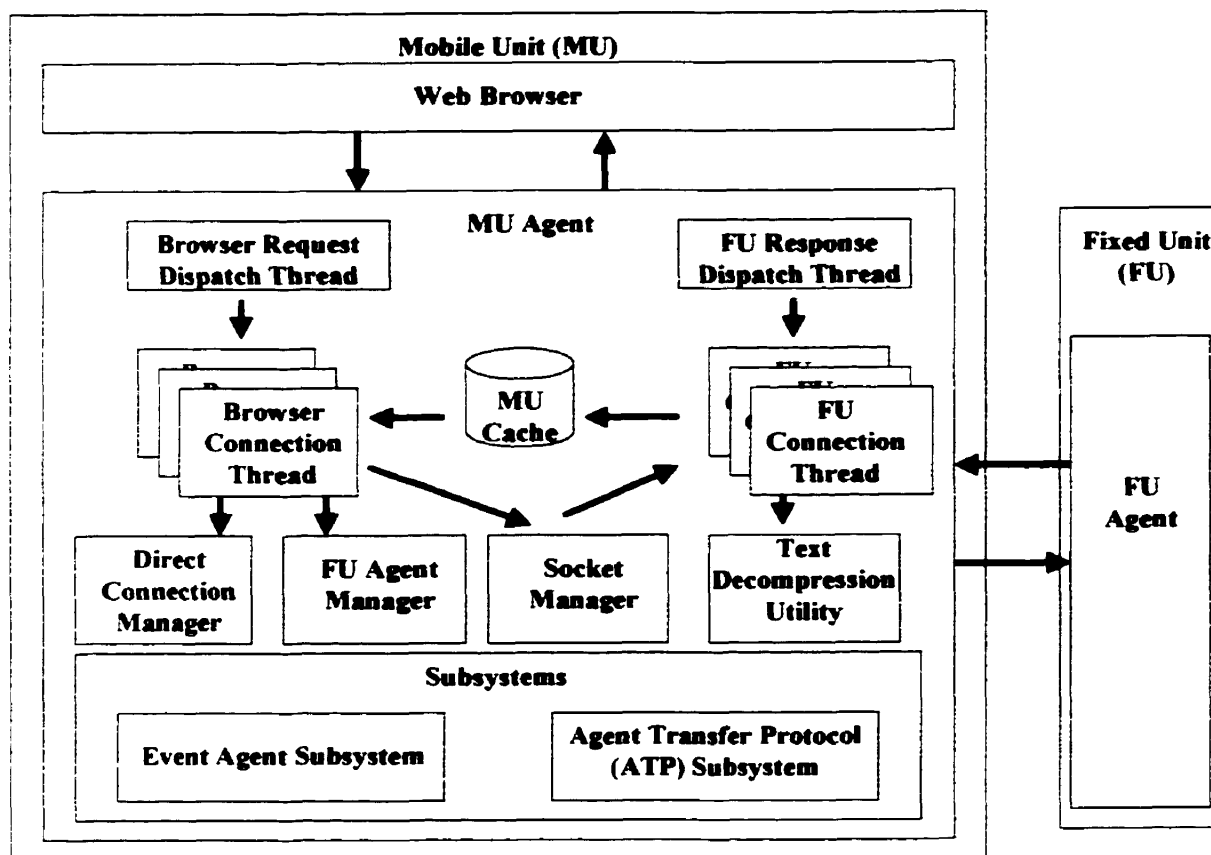 Mobile Unit (MU)
Web Browser
MU Agent
Browser Request
Dispatch Thread
FU Response
Dispatch Thread
Fixed Unit
(FU)
MU
Cache
Browser
Connection
Thread
FU
Connection
Thread
FU
Agent
Direct
Connection
Manager
FU Agent
Manager
Socket
Manager
Text
Decompression
Utility
Subsystems
Event Agent Subsystem
Agent Transfer Protocol
(ATP) Subsystem